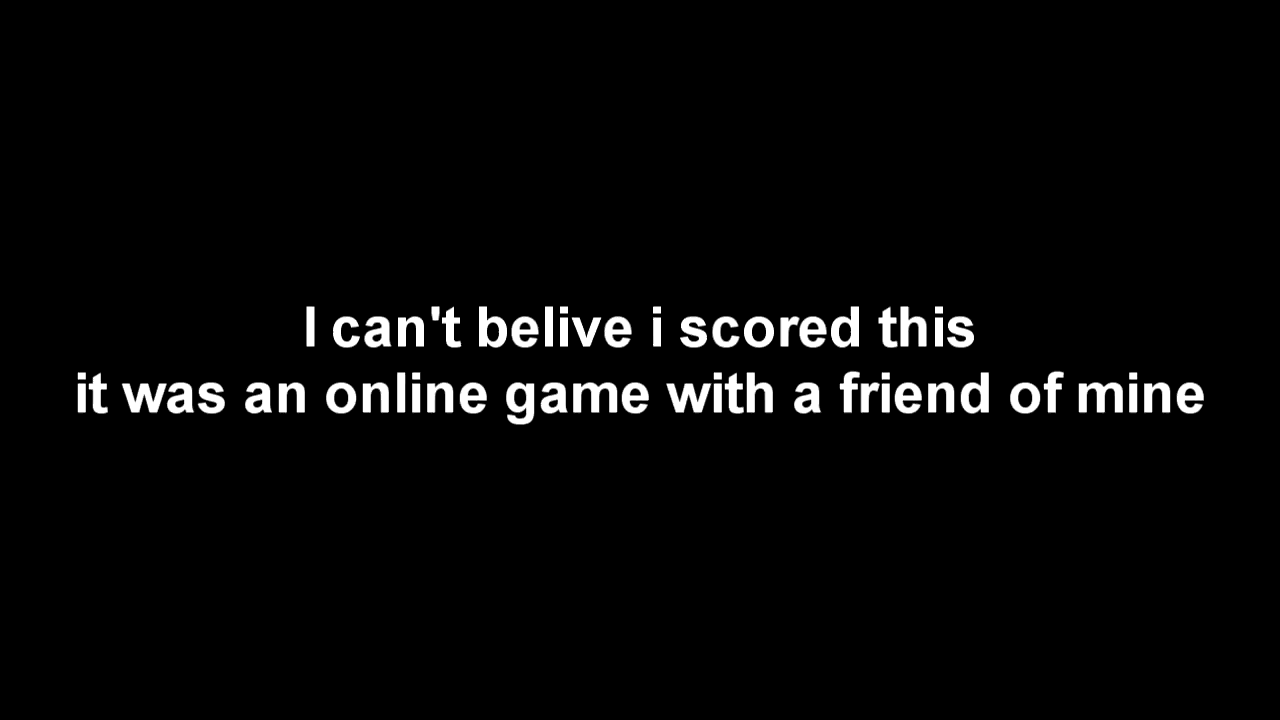 I can't belive i scored this
it was an online game with a friend of mine